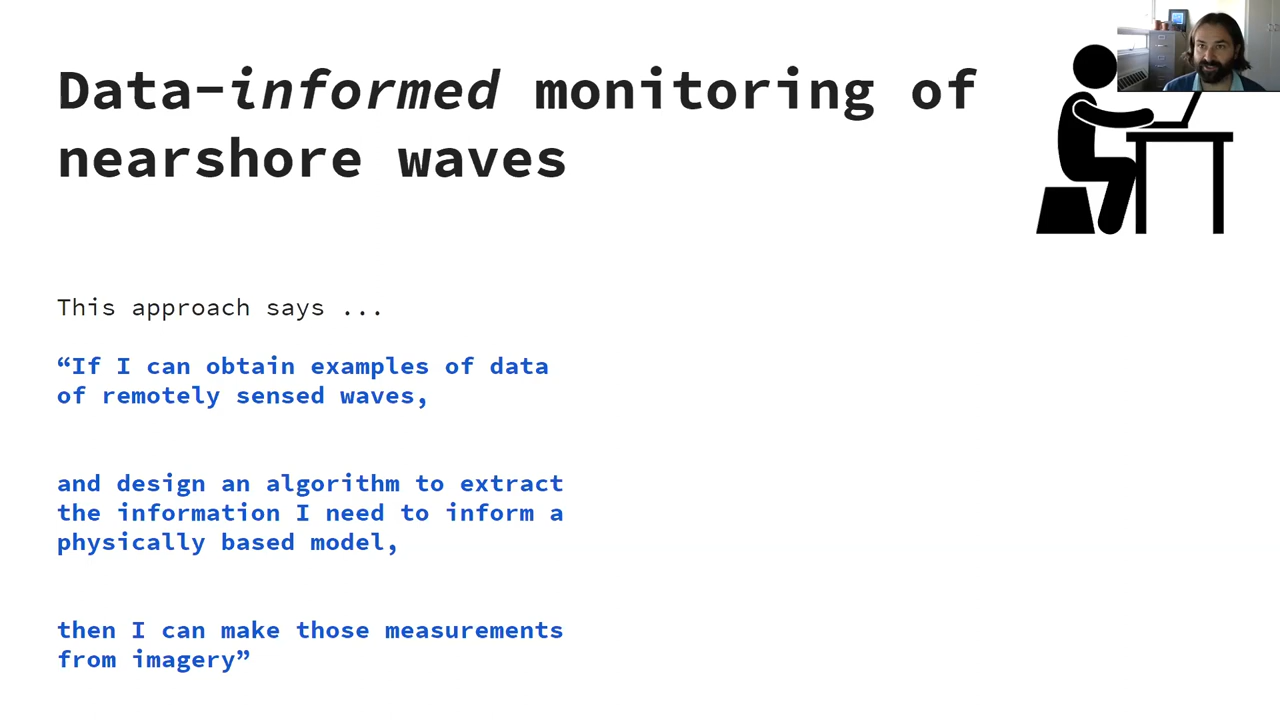 Data-informed monitoring of
nearshore waves
This approach says ...
“If I can obtain examples of data
of remotely sensed waves,
and design an algorithm to extract
the information I need to inform a
physically based model,
then I can make those measurements
from imagery”